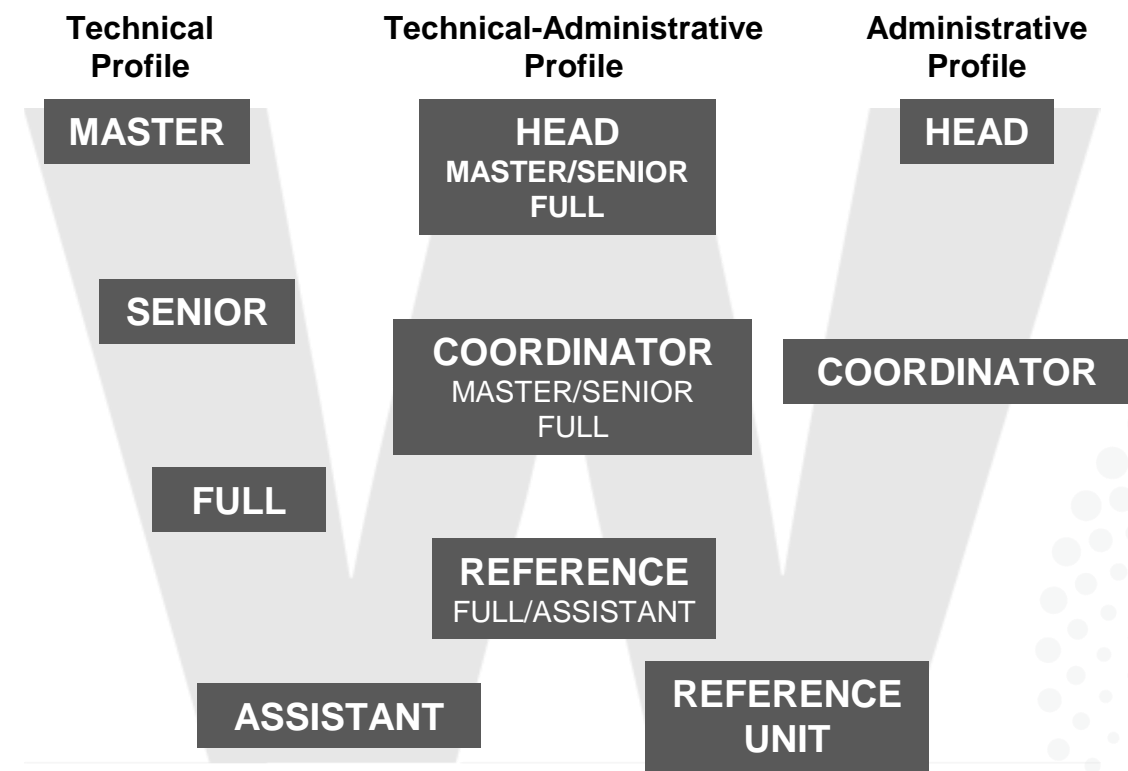 Technical
Profile
Technical-Administrative
Profile
Administrative
Profile
MASTER
HEAD
MASTER/SENIOR
FULL
HEAD
SENIOR
COORDINATOR
MASTER/SENIOR
FULL
COORDINATOR
FULL
REFERENCE
FULL/ASSISTANT
ASSISTANT
REFERENCE
UNIT